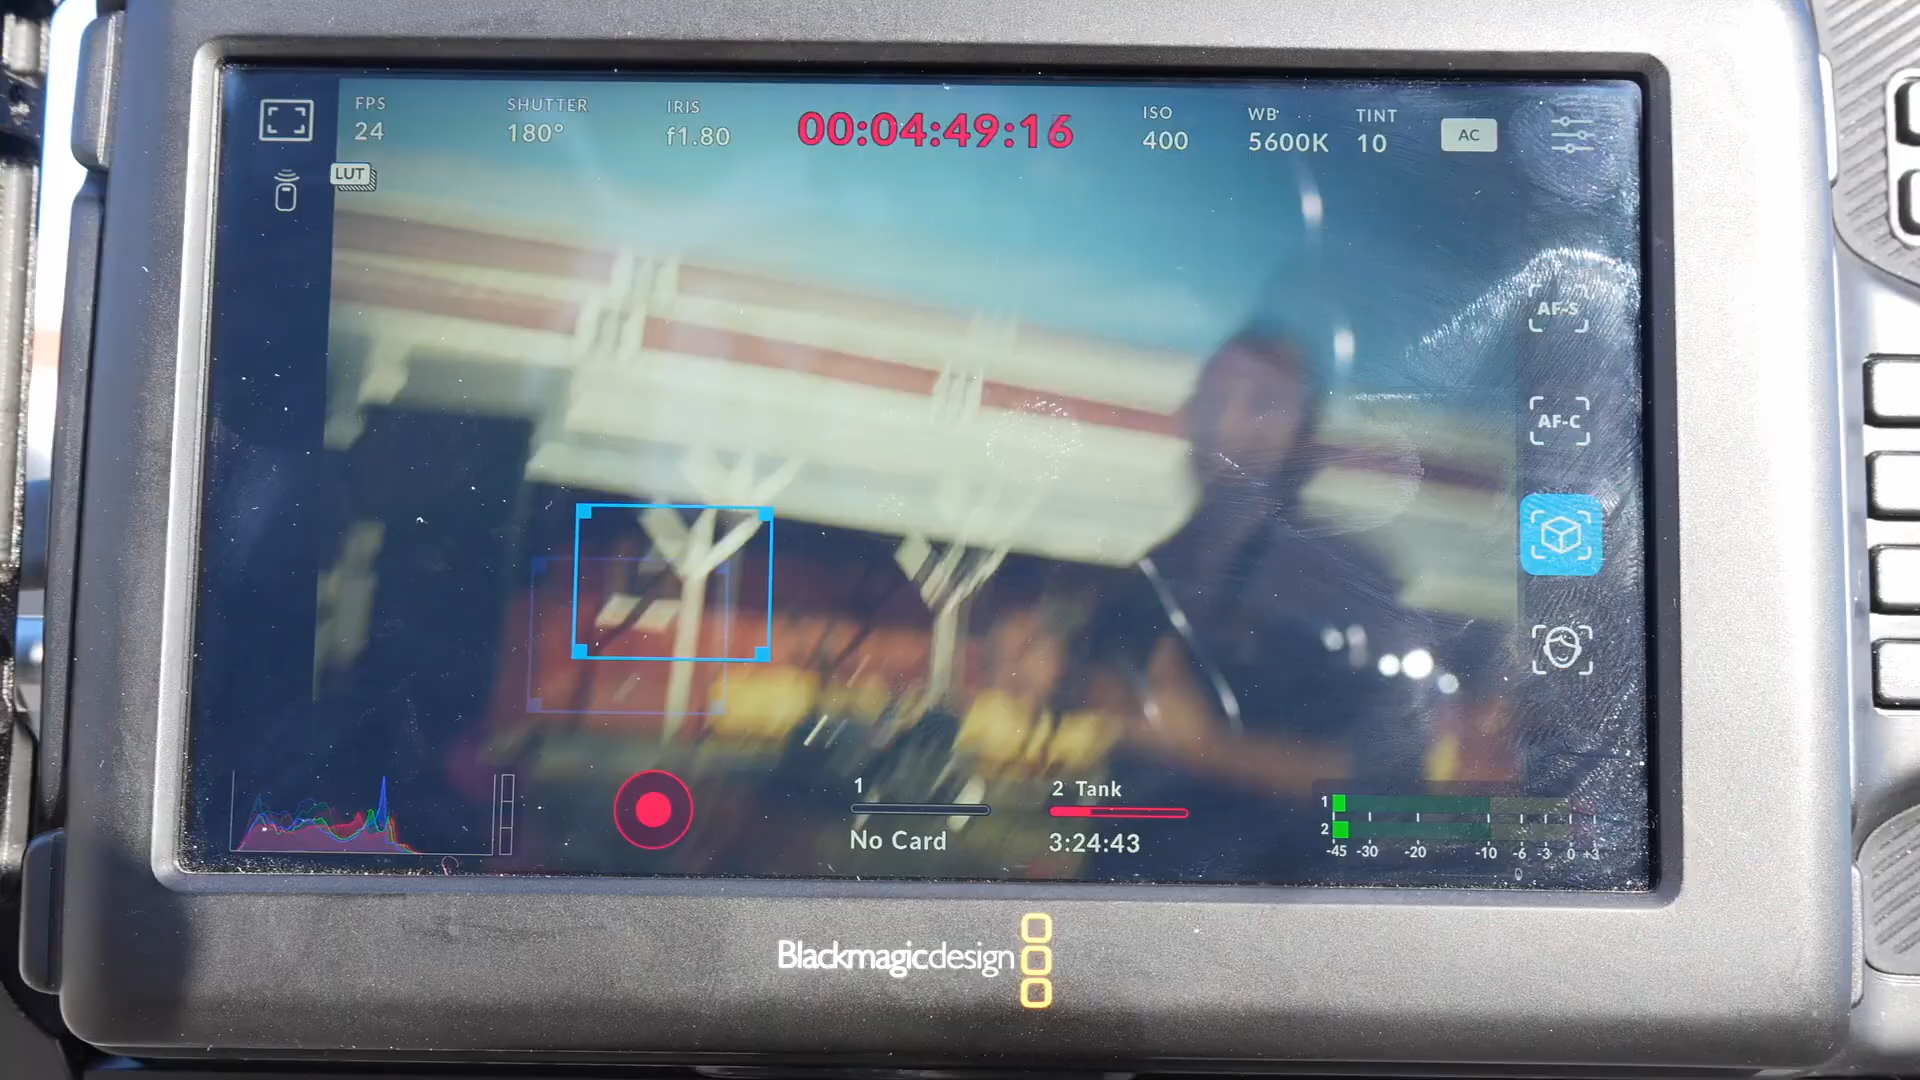 FPS
24
SHUTTER
180°
IRIS
f1.80
00:04:49:16
ISO
400
WB
5600K
TINT
10
AC
LUT
AF-S
AF-C
1
No Card
2 Tank
3:24:43
1
2
-45 -30 -20 -10 -6 -3 0 +3
Blackmagicdesign